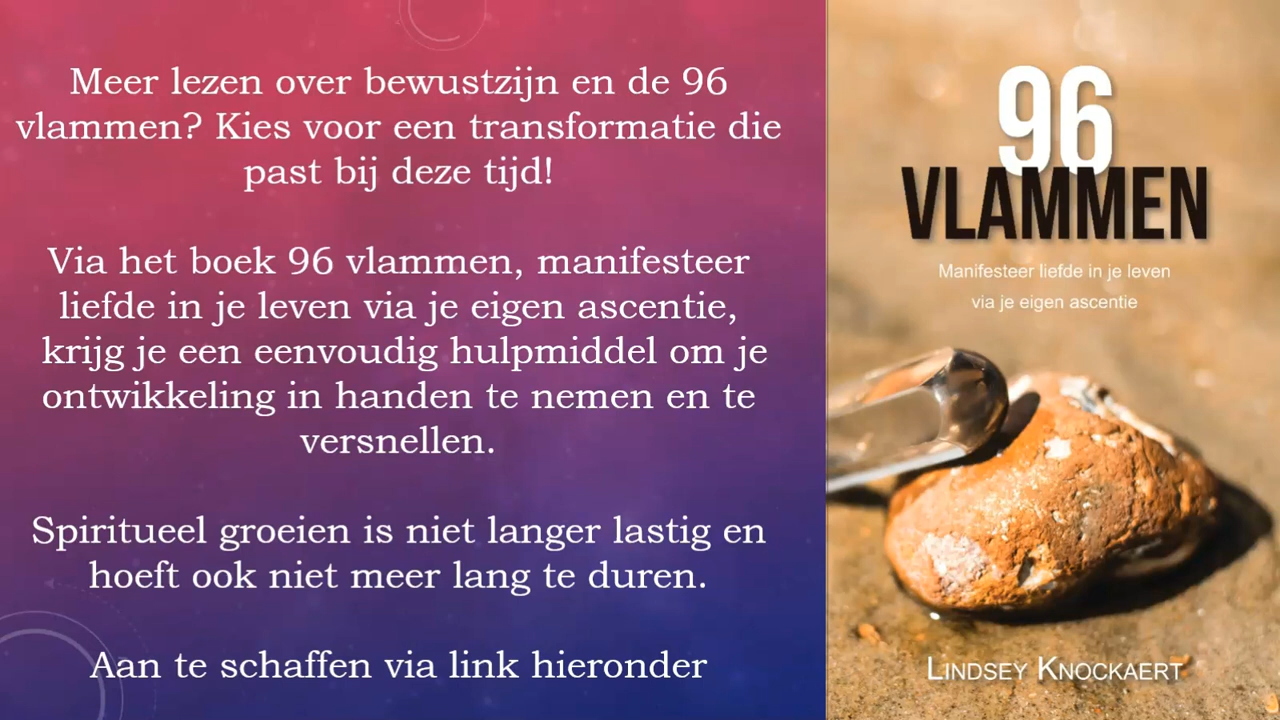 Meer lezen over bewustzijn en de 96
vlammen? Kies voor een transformatie die
past bij deze tijd!
Via het boek 96 vlammen, manifesteer
liefde in je leven via je eigen ascentie,
krijg je een eenvoudig hulpmiddel om je
ontwikkeling in handen te nemen en te
versnellen.
Spiritueel groeien is niet langer lastig en
hoeft ook niet meer lang te duren.
Aan te schaffen via link hieronder
96
VLAMMEN
Manifesteer liefde in je leven
via je eigen ascentie
LINDSEY KNOCKAERT